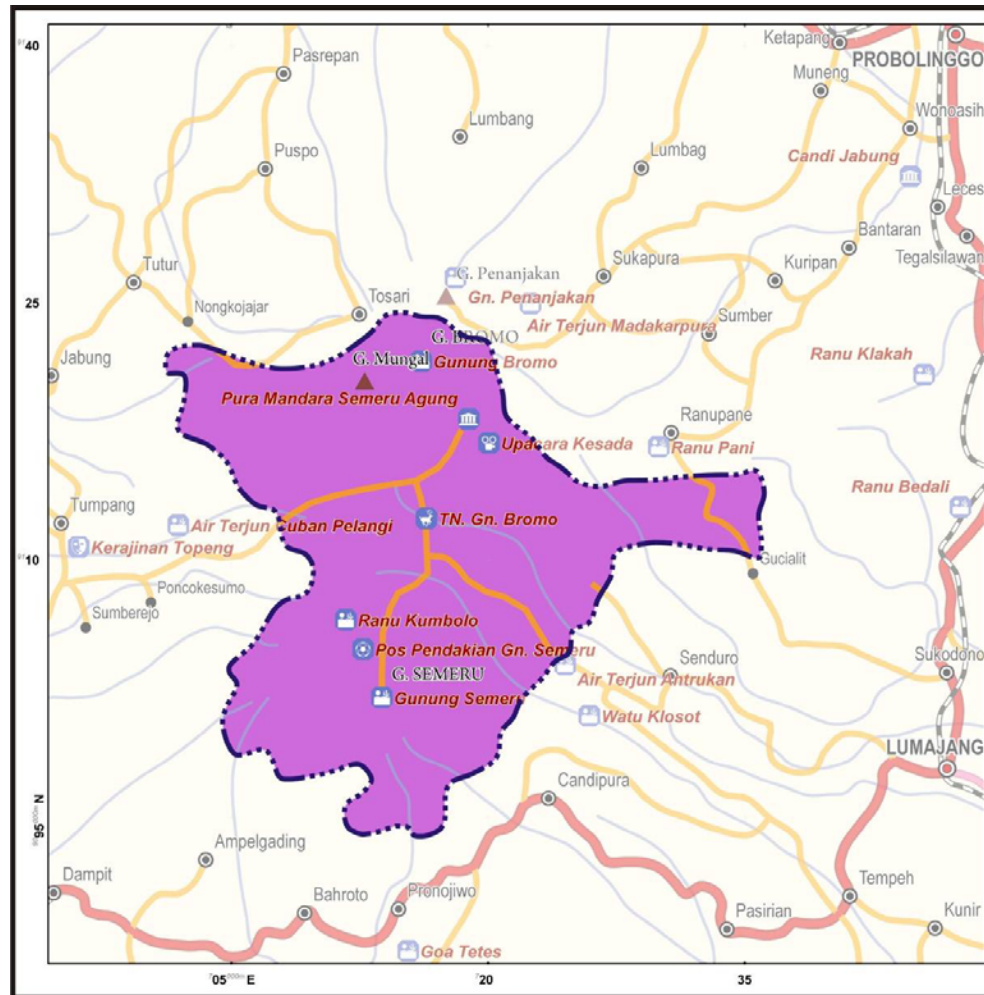 40
Ketapang
PROBOLINGGO
Pasrepan
Muneng
Lumbang
Wonoasih
Puspo
Lumbag
Candi Jabung
Leces
Bantaran
Tegalsilawan
Tutur
Sukapura
Kuripan
G. Penanjakan
Gn. Penanjakan
25
Nongkojajar
Tosari
Air Terjun Madakarpura
Sumber
G. BROMO
Jabung
G. Mungal
Gunung Bromo
Ranu Klakah
Pura Mandara Semeru Agung
Ranupane
Upacara Kesada
Ranu Pani
Ranu Bedali
Tumpang
Air Terjun Cuban Pelangi
TN. Gn. Bromo
Kerajinan Topeng
10
Gucialit
Poncokesumo
Sumberejo
Ranu Kumbolo
Pos Pendakian Gn. Semeru
G. SEMERU
Senduro
Sukodono
Air Terjun Antrukan
Gunung Semeru
Watu Klosot
LUMAJANG
Candipura
95 N
Ampelgading
Dampit
Bahroto
Pronojiwo
Tempeh
Pasirian
Kunir
Goa Tetes
05 E
20
35